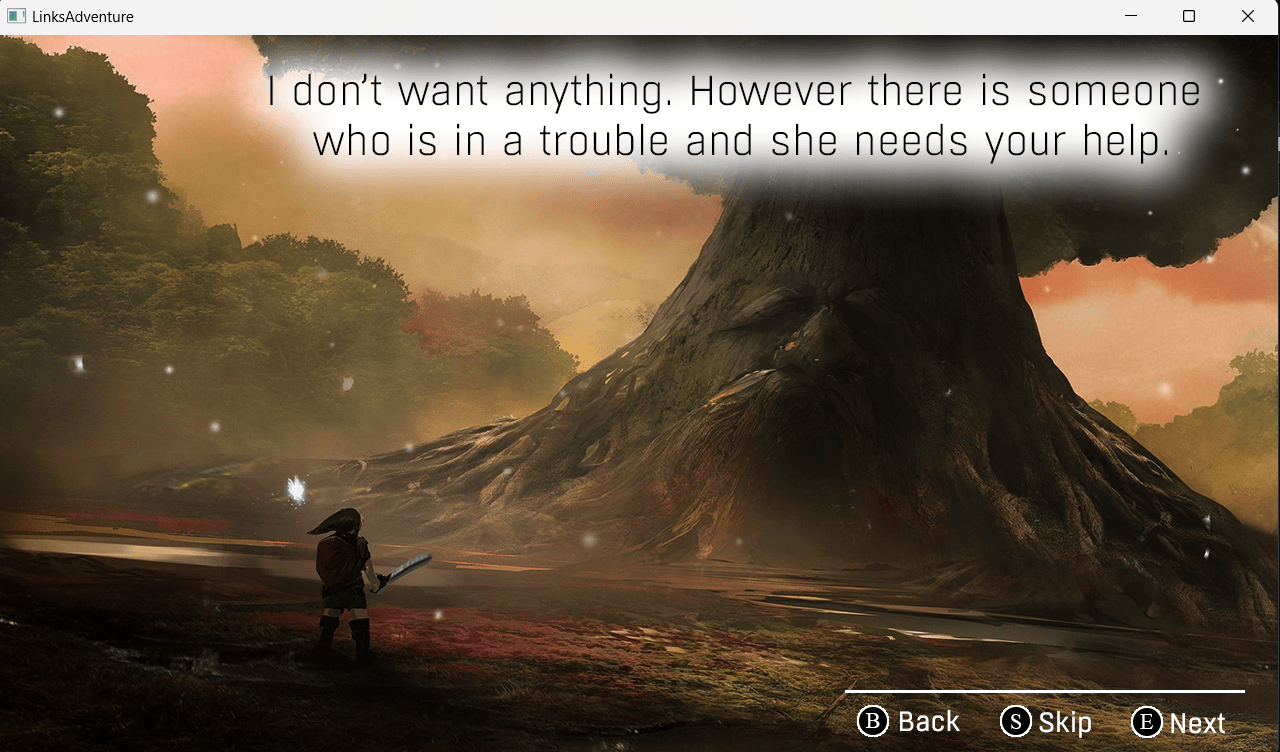 LinksAdventure
I don't want anything. However there is someone
who is in a trouble and she needs your help.
B Back S Skip E Next